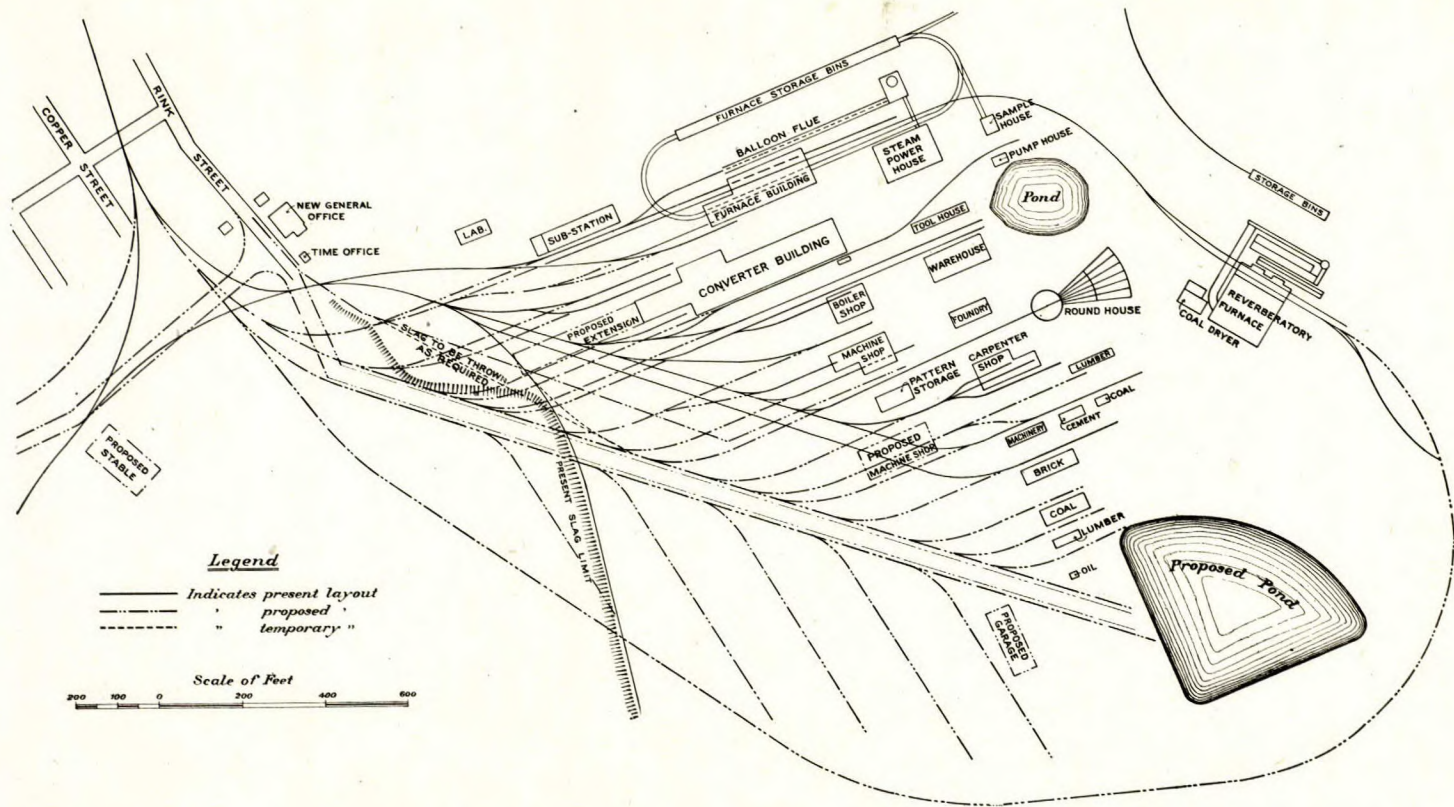 COPPER
STREET
RINK
STREET
NEW GENERAL
OFFICE
TIME OFFICE
LAB.
SUB-STATION
FURNACE STORAGE BINS
BALLOON FLUE
FURNACE BUILDING
STEAM
POWER
HOUSE
SAMPLE
HOUSE
PUMP HOUSE
Pond
STORAGE BINS
TOOL HOUSE
WAREHOUSE
CONVERTER BUILDING
PROPOSED
EXTENSION
BOILER
SHOP
FOUNDRY
ROUND HOUSE
COAL DRYER
REVERBERATORY
FURNACE
SLAG TO BE THROWN
AS REQUIRED
MACHINE
SHOP
PATTERN
STORAGE
CARPENTER
SHOP
LUMBER
COAL
CEMENT
MACHINERY
PROPOSED
MACHINE SHOP
BRICK
COAL
LUMBER
OIL
PRESENT SLAG LIMIT
PROPOSED
STABLE
PROPOSED
GARAGE
Proposed Pond
Legend
Indicates present layout
' proposed '
" temporary "
Scale of Feet
200 100 0 200 400 600